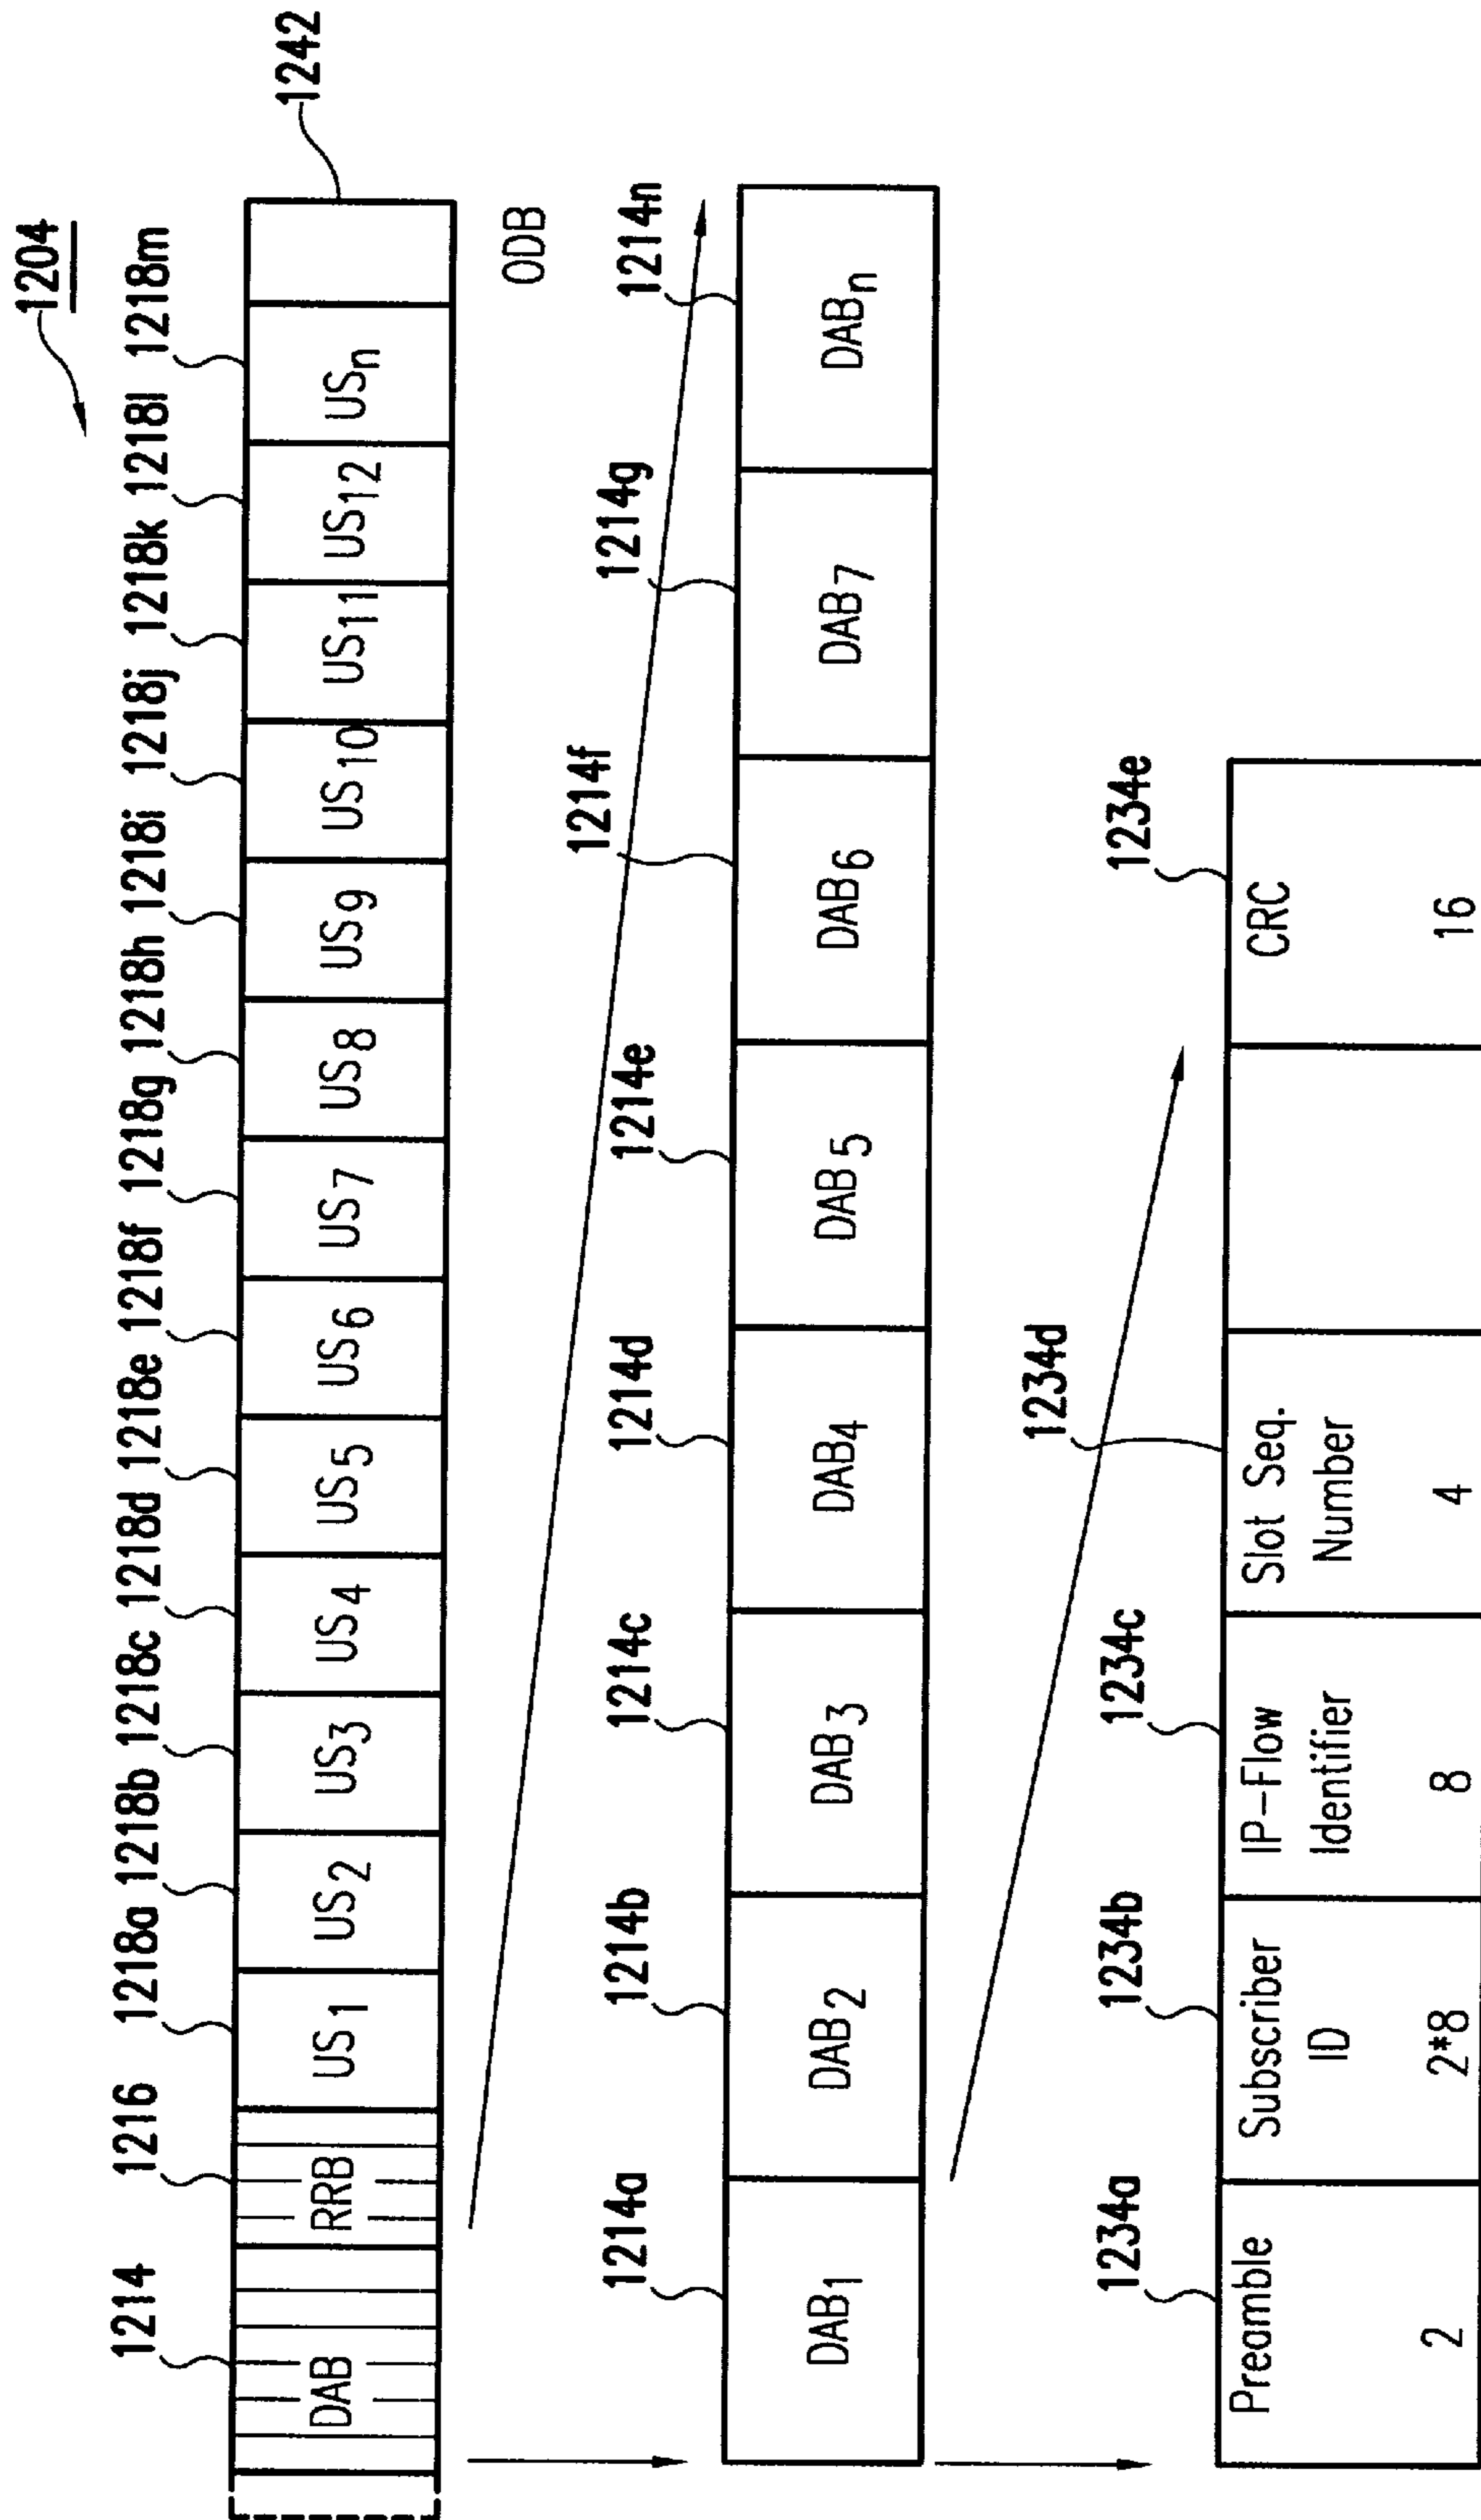 1204
1214 1216 1218a 1218b 1218c 1218d 1218e 1218f 1218g 1218h 1218i 1218j 1218k 1218l 1218m
1242
DAB RRB US1 US2 US3 US4 US5 US6 US7 US8 US9 US10 US11 US12 USn
ODB
1214a 1214b 1214c 1214d 1214e 1214f 1214g 1214n
DAB1 DAB2 DAB3 DAB4 DAB5 DAB6 DAB7 DABn
1234a 1234b 1234c 1234d 1234e
Preamble Subscriber IP-Flow Slot Seq. CRC
ID Identifier Number
2 2*8 8 4 16